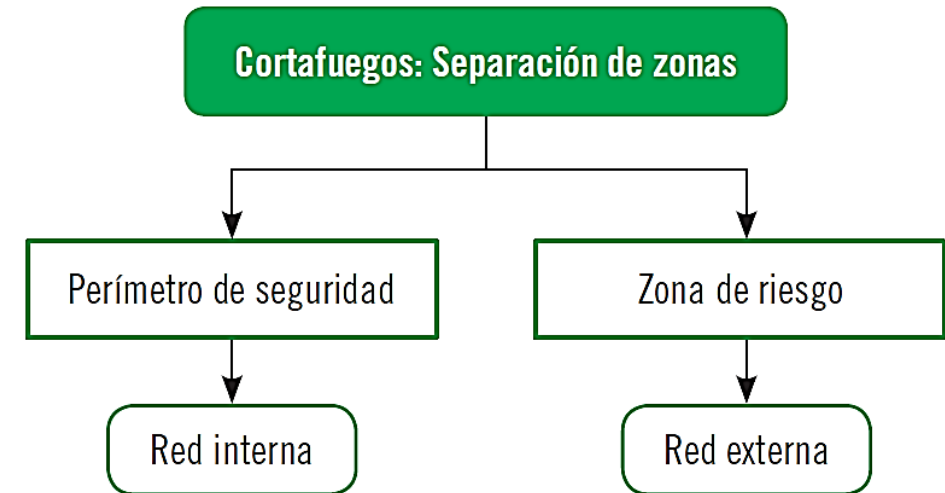 Cortafuegos: Separación de zonas
Perímetro de seguridad
Zona de riesgo
Red interna
Red externa